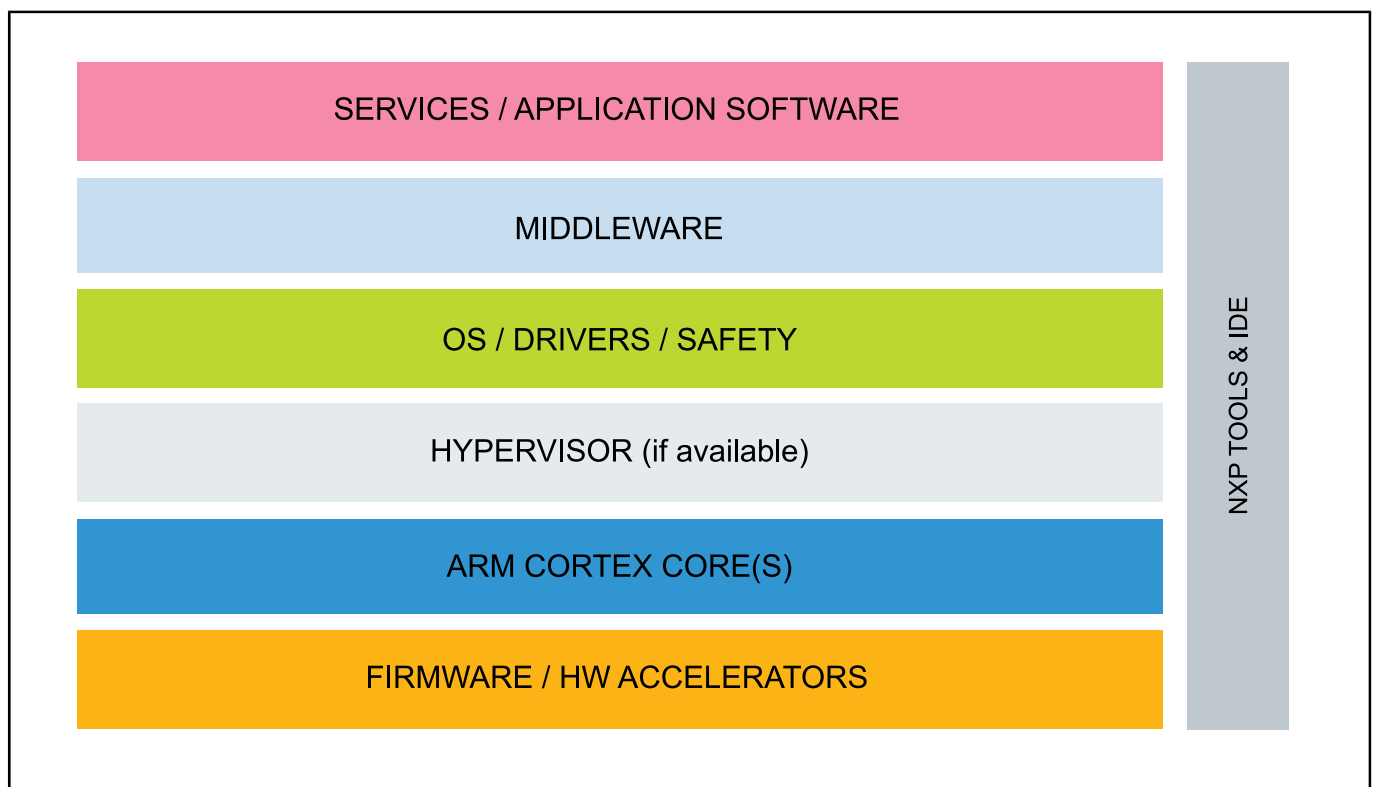 SERVICES / APPLICATION SOFTWARE
MIDDLEWARE
OS / DRIVERS / SAFETY
HYPERVISOR (if available)
ARM CORTEX CORE(S)
FIRMWARE / HW ACCELERATORS
NXP TOOLS & IDE